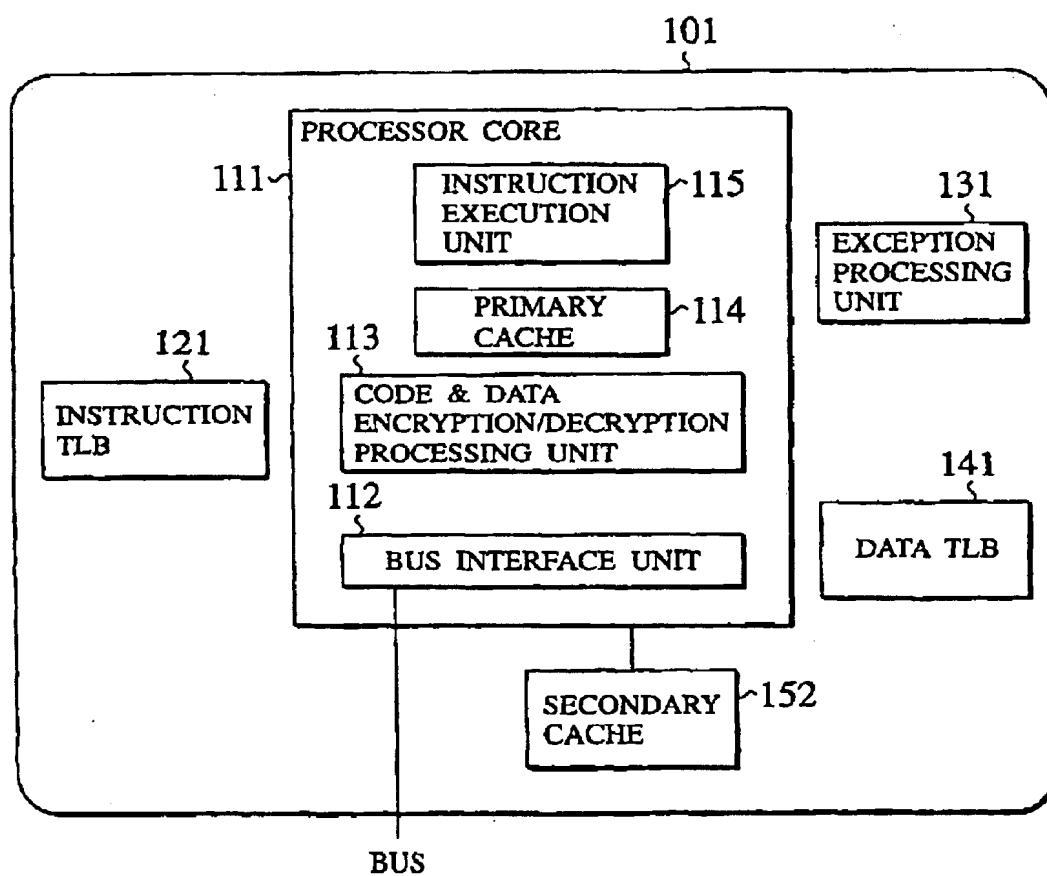 101
PROCESSOR CORE
111
INSTRUCTION
EXECUTION
UNIT
115
131
EXCEPTION
PROCESSING
UNIT
PRIMARY
CACHE
114
121
INSTRUCTION
TLB
113
CODE & DATA
ENCRYPTION/DECRYPTION
PROCESSING UNIT
141
DATA TLB
112
BUS INTERFACE UNIT
SECONDARY
CACHE
152
BUS